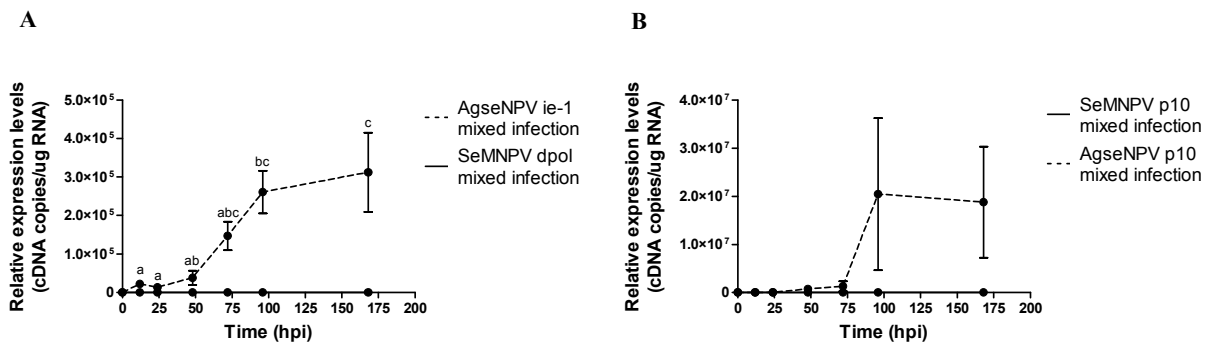 A
Relative expression levels
(cDNA copies/ug RNA)
5.0×10⁵
4.0×10⁵
3.0×10⁵
2.0×10⁵
1.0×10⁵
0
a
a
ab
abc
bc
c
0 25 50 75 100 125 150 175 200
Time (hpi)
AgseNPV ie-1
mixed infection
SeMNPV dpol
mixed infection
B
Relative expression levels
(cDNA copies/ug RNA)
4.0×10⁷
3.0×10⁷
2.0×10⁷
1.0×10⁷
0
0 25 50 75 100 125 150 175 200
Time (hpi)
SeMNPV p10
mixed infection
AgseNPV p10
mixed infection